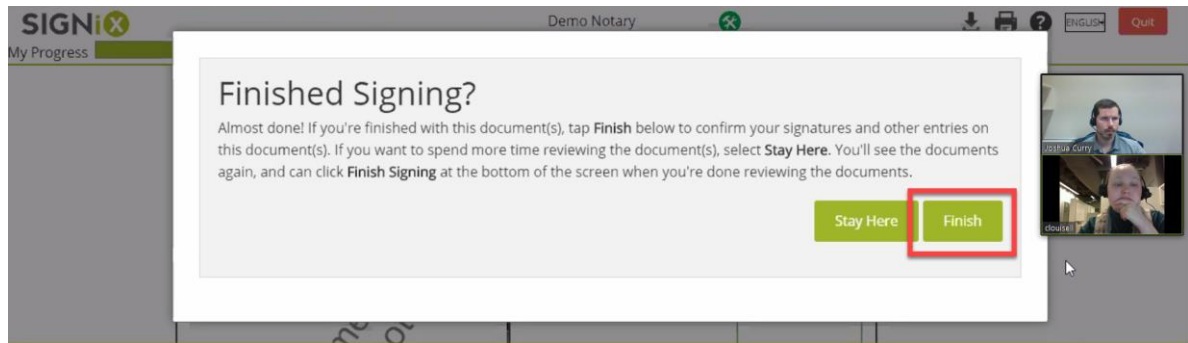 SIGNiX
Demo Notary
ENGLISH
Quit
My Progress
Finished Signing?
Almost done! If you're finished with this document(s), tap Finish below to confirm your signatures and other entries on
this document(s). If you want to spend more time reviewing the document(s), select Stay Here. You'll see the documents
again, and can click Finish Signing at the bottom of the screen when you're done reviewing the documents.
Stay Here
Finish
Joshua Curry